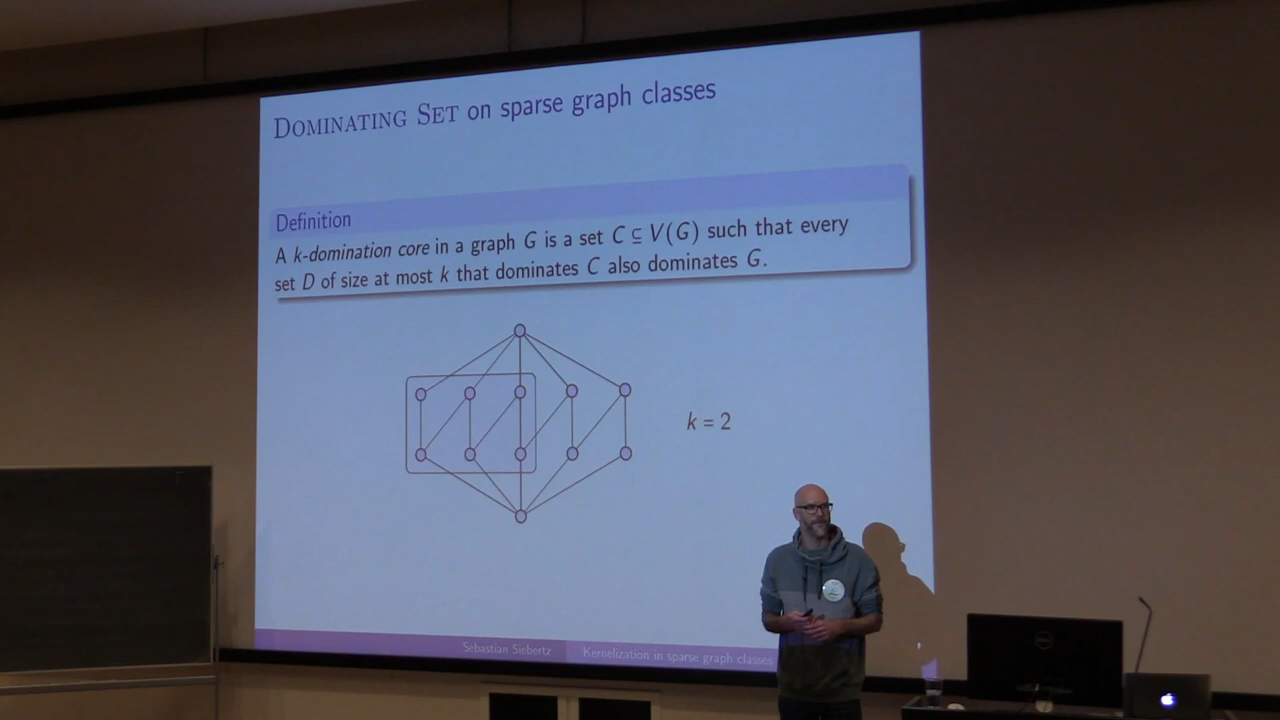 DOMINATING SET on sparse graph classes
Definition
A k-domination core in a graph G is a set C ⊆ V(G) such that every
set D of size at most k that dominates C also dominates G.
k = 2
Sebastian Siebertz Kernelization in sparse graph classes